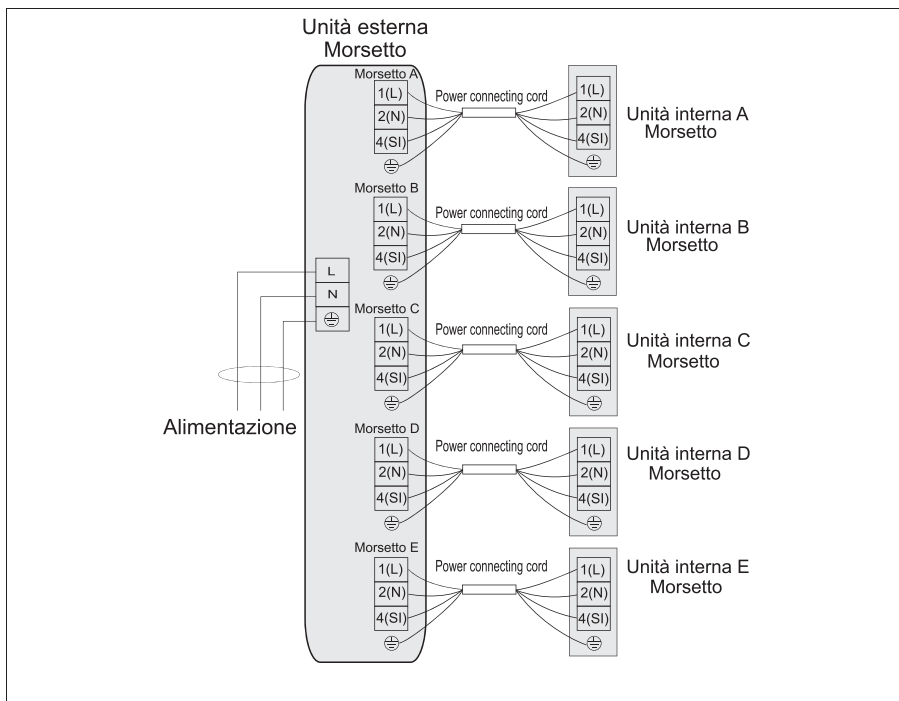 Unità esterna
Morsetto
Morsetto A
1(L)
2(N)
4(SI)
Power connecting cord
1(L)
2(N)
4(SI)
Unità interna A
Morsetto
Morsetto B
1(L)
2(N)
4(SI)
Power connecting cord
1(L)
2(N)
4(SI)
Unità interna B
Morsetto
L
N
Alimentazione
Morsetto C
1(L)
2(N)
4(SI)
Power connecting cord
1(L)
2(N)
4(SI)
Unità interna C
Morsetto
Morsetto D
1(L)
2(N)
4(SI)
Power connecting cord
1(L)
2(N)
4(SI)
Unità interna D
Morsetto
Morsetto E
1(L)
2(N)
4(SI)
Power connecting cord
1(L)
2(N)
4(SI)
Unità interna E
Morsetto